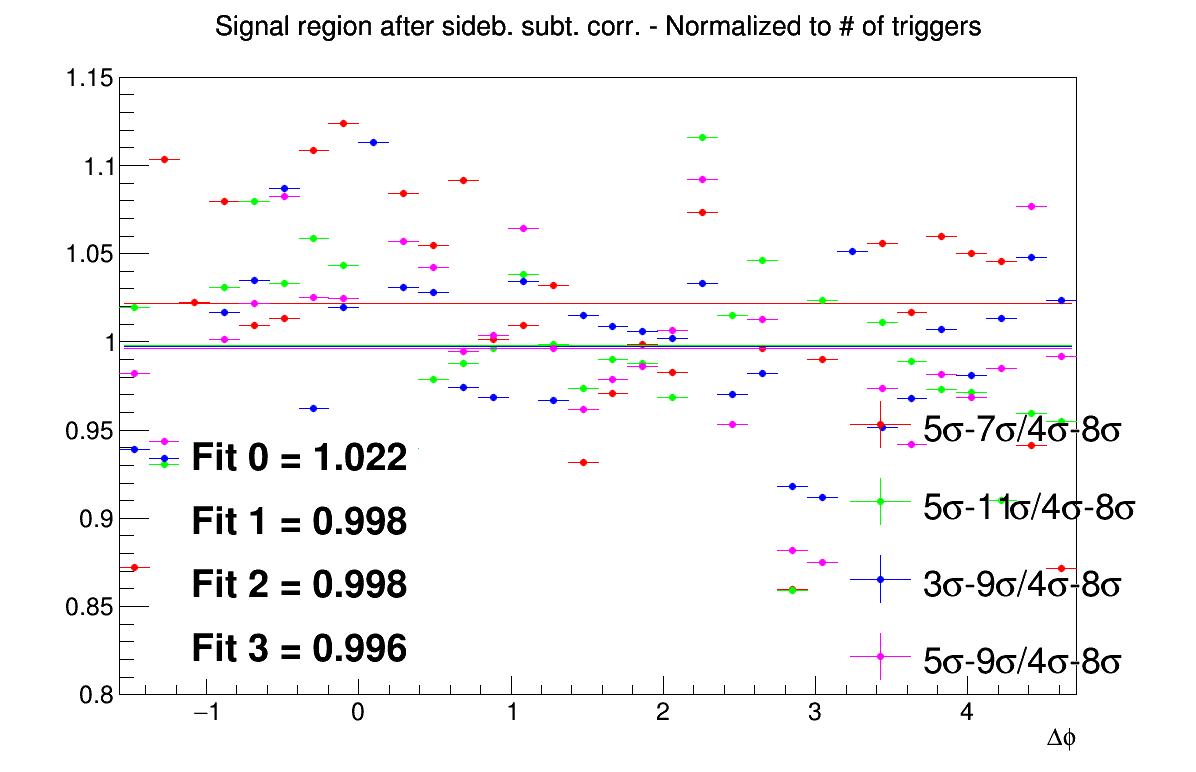 Signal region after sideb. subt. corr. - Normalized to # of triggers
1.15
1.1
1.05
1
0.95
0.9
0.85
0.8
Fit 0 = 1.022
Fit 1 = 0.998
Fit 2 = 0.998
Fit 3 = 0.996
5σ-7σ/4σ-8σ
5σ-11σ/4σ-8σ
3σ-9σ/4σ-8σ
5σ-9σ/4σ-8σ
−1 0 1 2 3 4
Δϕ